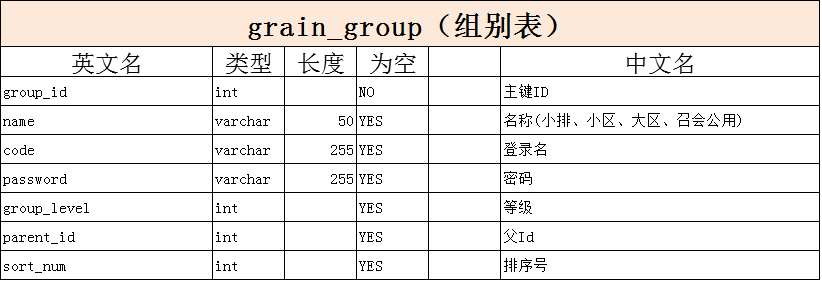 grain_group（组别表）
英文名 类型 长度 为空 中文名
group_id int NO 主键ID
name varchar 50 YES 名称(小排、小区、大区、召会公用)
code varchar 255 YES 登录名
password varchar 255 YES 密码
group_level int YES 等级
parent_id int YES 父Id
sort_num int YES 排序号